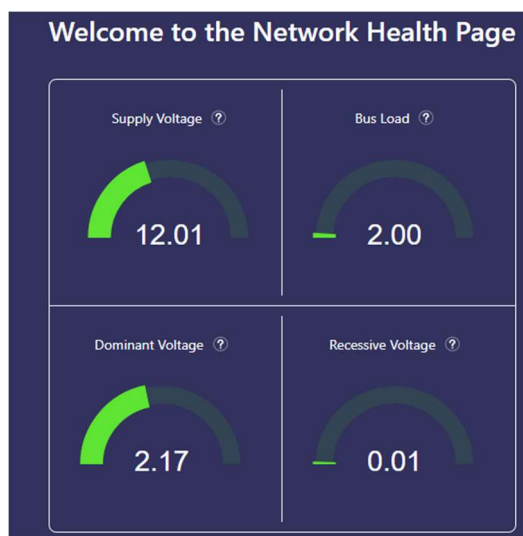 Welcome to the Network Health Page
Supply Voltage ?
Bus Load ?
12.01
2.00
Dominant Voltage ?
Recessive Voltage ?
2.17
0.01